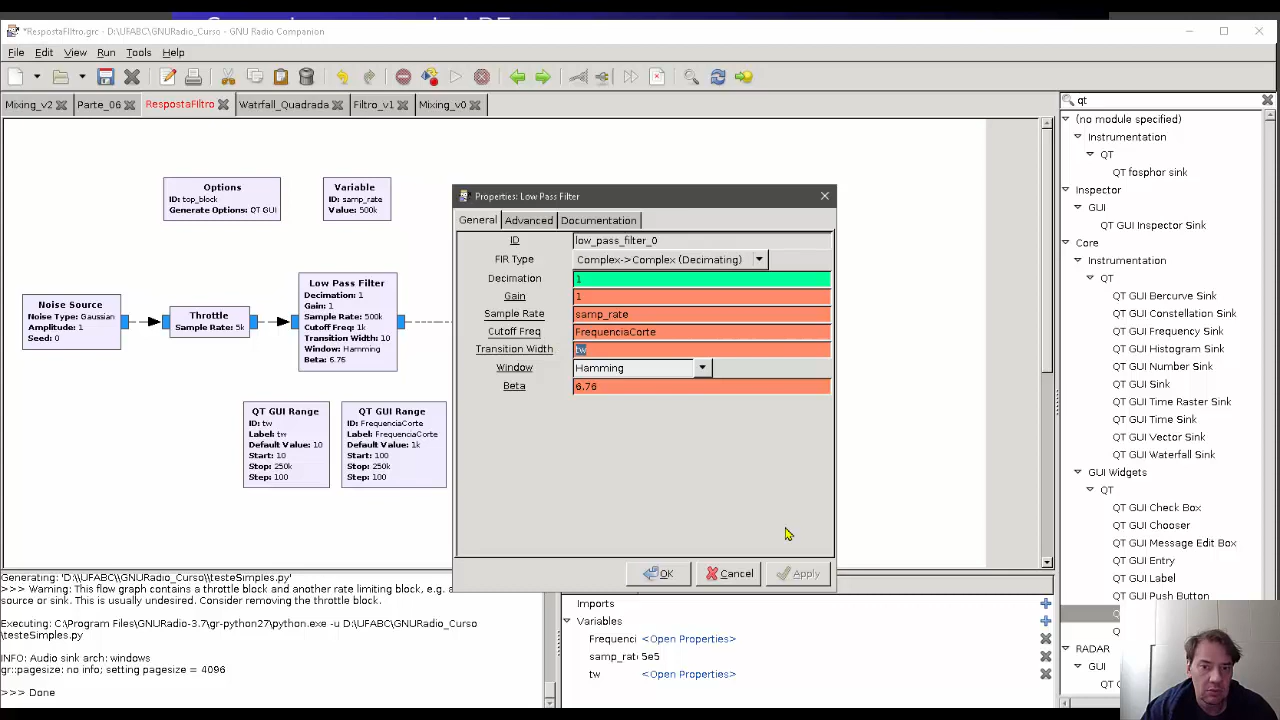 *RespostaFIltro.grc - D:\UFABC\GNURadio_Curso - GNU Radio Companion
File Edit View Run Tools Help
Mixing_v2 Parte_06 RespostaFIltro Watrfall_Quadrada Filtro_v1 Mixing_v0
qt
(no module specified)
Instrumentation
QT
QT fosphor sink
Inspector
GUI
QT GUI Inspector Sink
Core
Instrumentation
QT
QT GUI Bercurve Sink
QT GUI Constellation Sink
QT GUI Frequency Sink
QT GUI Histogram Sink
QT GUI Number Sink
QT GUI Sink
QT GUI Time Raster Sink
QT GUI Time Sink
QT GUI Vector Sink
QT GUI Waterfall Sink
GUI Widgets
QT
QT GUI Check Box
QT GUI Chooser
QT GUI Message Edit Box
QT GUI Entry
QT GUI Label
QT GUI Push Button
RADAR
GUI
Options
ID: top_block
Generate Options: QT GUI
Variable
ID: samp_rate
Value: 500k
Noise Source
Noise Type: Gaussian
Amplitude: 1
Seed: 0
Throttle
Sample Rate: 5k
Low Pass Filter
Decimation: 1
Gain: 1
Sample Rate: 500k
Cutoff Freq: 1k
Transition Width: 10
Window: Hamming
Beta: 6.76
QT GUI Range
ID: tw
Label: tw
Default Value: 10
Start: 10
Stop: 250k
Step: 100
QT GUI Range
ID: FrequenciaCorte
Label: FrequenciaCorte
Default Value: 1k
Start: 100
Stop: 250k
Step: 100
Properties: Low Pass Filter
General Advanced Documentation
ID low_pass_filter_0
FIR Type Complex->Complex (Decimating)
Decimation 1
Gain 1
Sample Rate samp_rate
Cutoff Freq FrequenciaCorte
Transition Width tw
Window Hamming
Beta 6.76
OK Cancel Apply
Generating: 'D:\\UFABC\\GNURadio_Curso\\testeSimples.py'
>>> Warning: This flow graph contains a throttle block and another rate limiting block, e.g. a
source or sink. This is usually undesired. Consider removing the throttle block.
Executing: C:\Program Files\GNURadio-3.7\gr-python27\python.exe -u D:\UFABC\GNURadio_Curso
\testeSimples.py
INFO: Audio sink arch: windows
gr::pagesize: no info; setting pagesize = 4096
>>> Done
Imports
Variables
Frequenci <Open Properties>
samp_rat 5e5
tw <Open Properties>